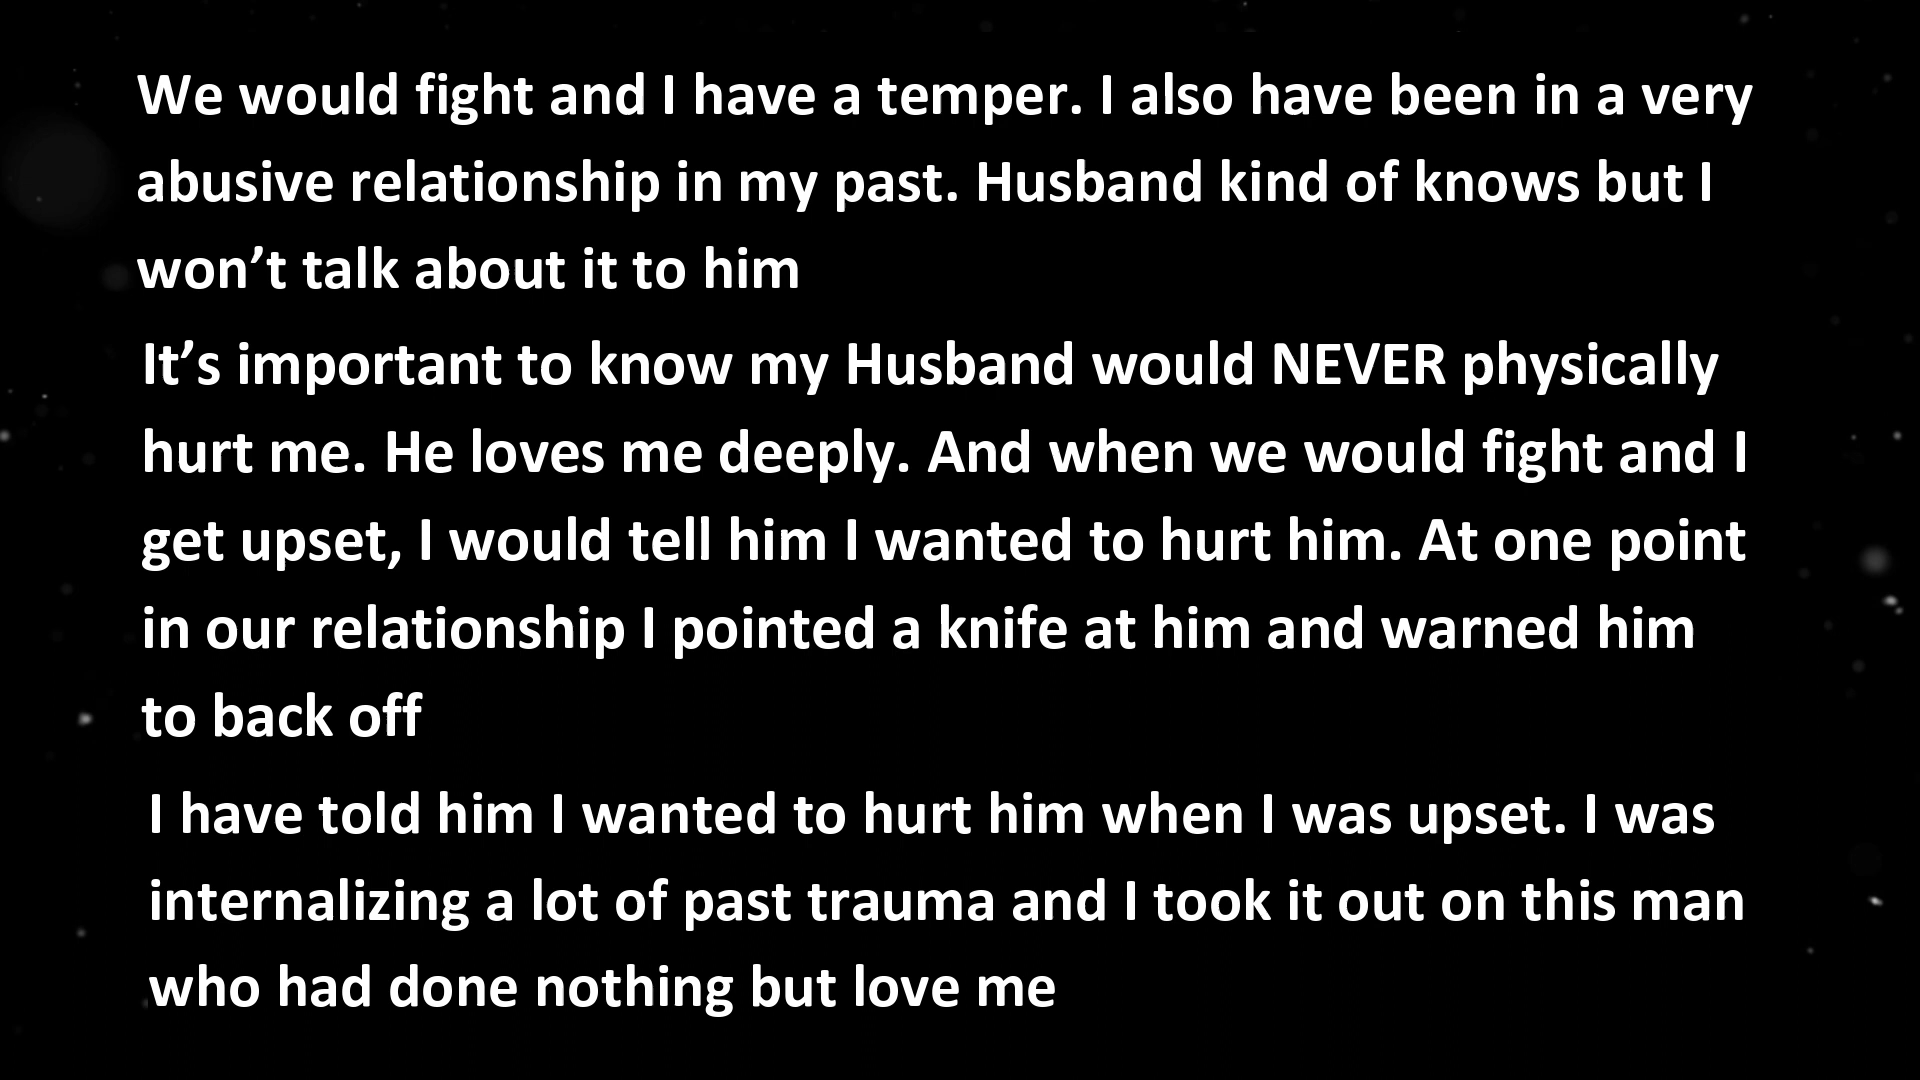 We would fight and I have a temper. I also have been in a very
abusive relationship in my past. Husband kind of knows but I
won’t talk about it to him
It’s important to know my Husband would NEVER physically
hurt me. He loves me deeply. And when we would fight and I
get upset, I would tell him I wanted to hurt him. At one point
in our relationship I pointed a knife at him and warned him
to back off
I have told him I wanted to hurt him when I was upset. I was
internalizing a lot of past trauma and I took it out on this man
who had done nothing but love me